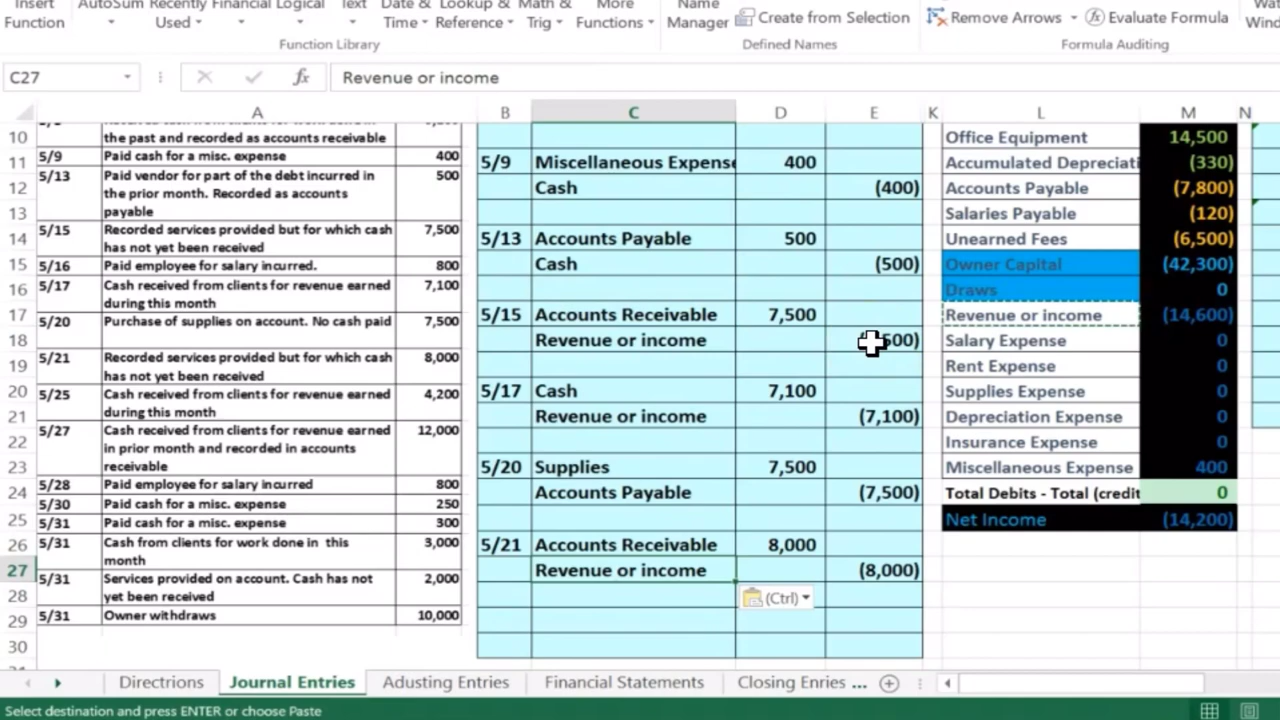 Insert AutoSum Recently Financial Logical Text Date & Lookup & Math & More Name
Function Used Time Reference Trig Functions Manager
Create from Selection Remove Arrows Evaluate Formula
Function Library Defined Names Formula Auditing
C27 fx Revenue or income
A B C D E K L M N
10 the past and recorded as accounts receivable Office Equipment 14,500
11 5/9 Paid cash for a misc. expense 400 5/9 Miscellaneous Expense 400 Accumulated Depreciati (330)
12 5/13 Paid vendor for part of the debt incurred in 500 Cash (400) Accounts Payable (7,800)
the prior month. Recorded as accounts
13 payable Salaries Payable (120)
14 5/15 Recorded services provided but for which cash 7,500 5/13 Accounts Payable 500 Unearned Fees (6,500)
has not yet been received
15 5/16 Paid employee for salary incurred. 800 Cash (500) Owner Capital (42,300)
16 5/17 Cash received from clients for revenue earned 7,100 Draws 0
during this month
17 5/20 Purchase of supplies on account. No cash paid 7,500 5/15 Accounts Receivable 7,500 Revenue or income (14,600)
18 Revenue or income 500) Salary Expense 0
19 5/21 Recorded services provided but for which cash 8,000 Rent Expense 0
has not yet been received
20 5/25 Cash received from clients for revenue earned 4,200 5/17 Cash 7,100 Supplies Expense 0
21 during this month Revenue or income (7,100) Depreciation Expense 0
22 5/27 Cash received from clients for revenue earned 12,000 Insurance Expense 0
in prior month and recorded in accounts
23 receivable 5/20 Supplies 7,500 Miscellaneous Expense 400
24 5/28 Paid employee for salary incurred 800 Accounts Payable (7,500) Total Debits - Total (credit 0
5/30 Paid cash for a misc. expense 250
25 5/31 Paid cash for a misc. expense 300 Net Income (14,200)
26 5/31 Cash from clients for work done in this 3,000 5/21 Accounts Receivable 8,000
month
27 Revenue or income (8,000)
28 5/31 Services provided on account. Cash has not 2,000 (Ctrl)
yet been received
29 5/31 Owner withdraws 10,000
30
Directions Journal Entries Adusting Entries Financial Statements Closing Enries ...
Select destination and press ENTER or choose Paste